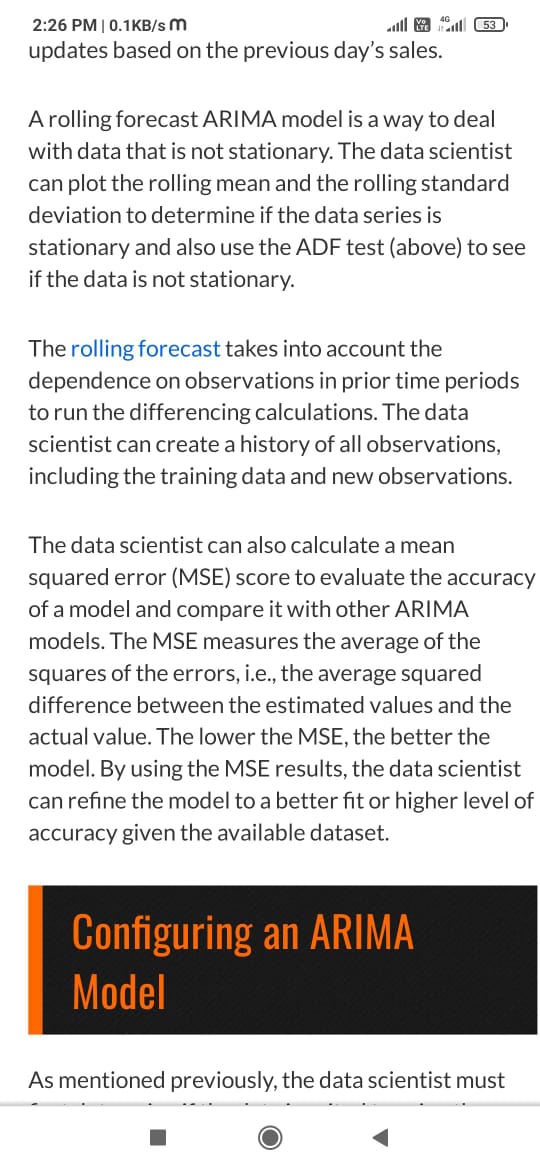 2:26 PM | 0.1KB/s m Vo LTE 4G 53
updates based on the previous day's sales.
A rolling forecast ARIMA model is a way to deal
with data that is not stationary. The data scientist
can plot the rolling mean and the rolling standard
deviation to determine if the data series is
stationary and also use the ADF test (above) to see
if the data is not stationary.
The rolling forecast takes into account the
dependence on observations in prior time periods
to run the differencing calculations. The data
scientist can create a history of all observations,
including the training data and new observations.
The data scientist can also calculate a mean
squared error (MSE) score to evaluate the accuracy
of a model and compare it with other ARIMA
models. The MSE measures the average of the
squares of the errors, i.e., the average squared
difference between the estimated values and the
actual value. The lower the MSE, the better the
model. By using the MSE results, the data scientist
can refine the model to a better fit or higher level of
accuracy given the available dataset.
Configuring an ARIMA
Model
As mentioned previously, the data scientist must